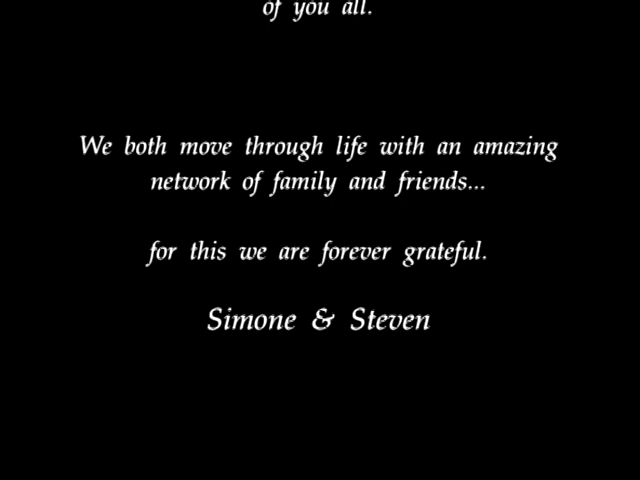 of you all.
We both move through life with an amazing
network of family and friends...
for this we are forever grateful.
Simone & Steven